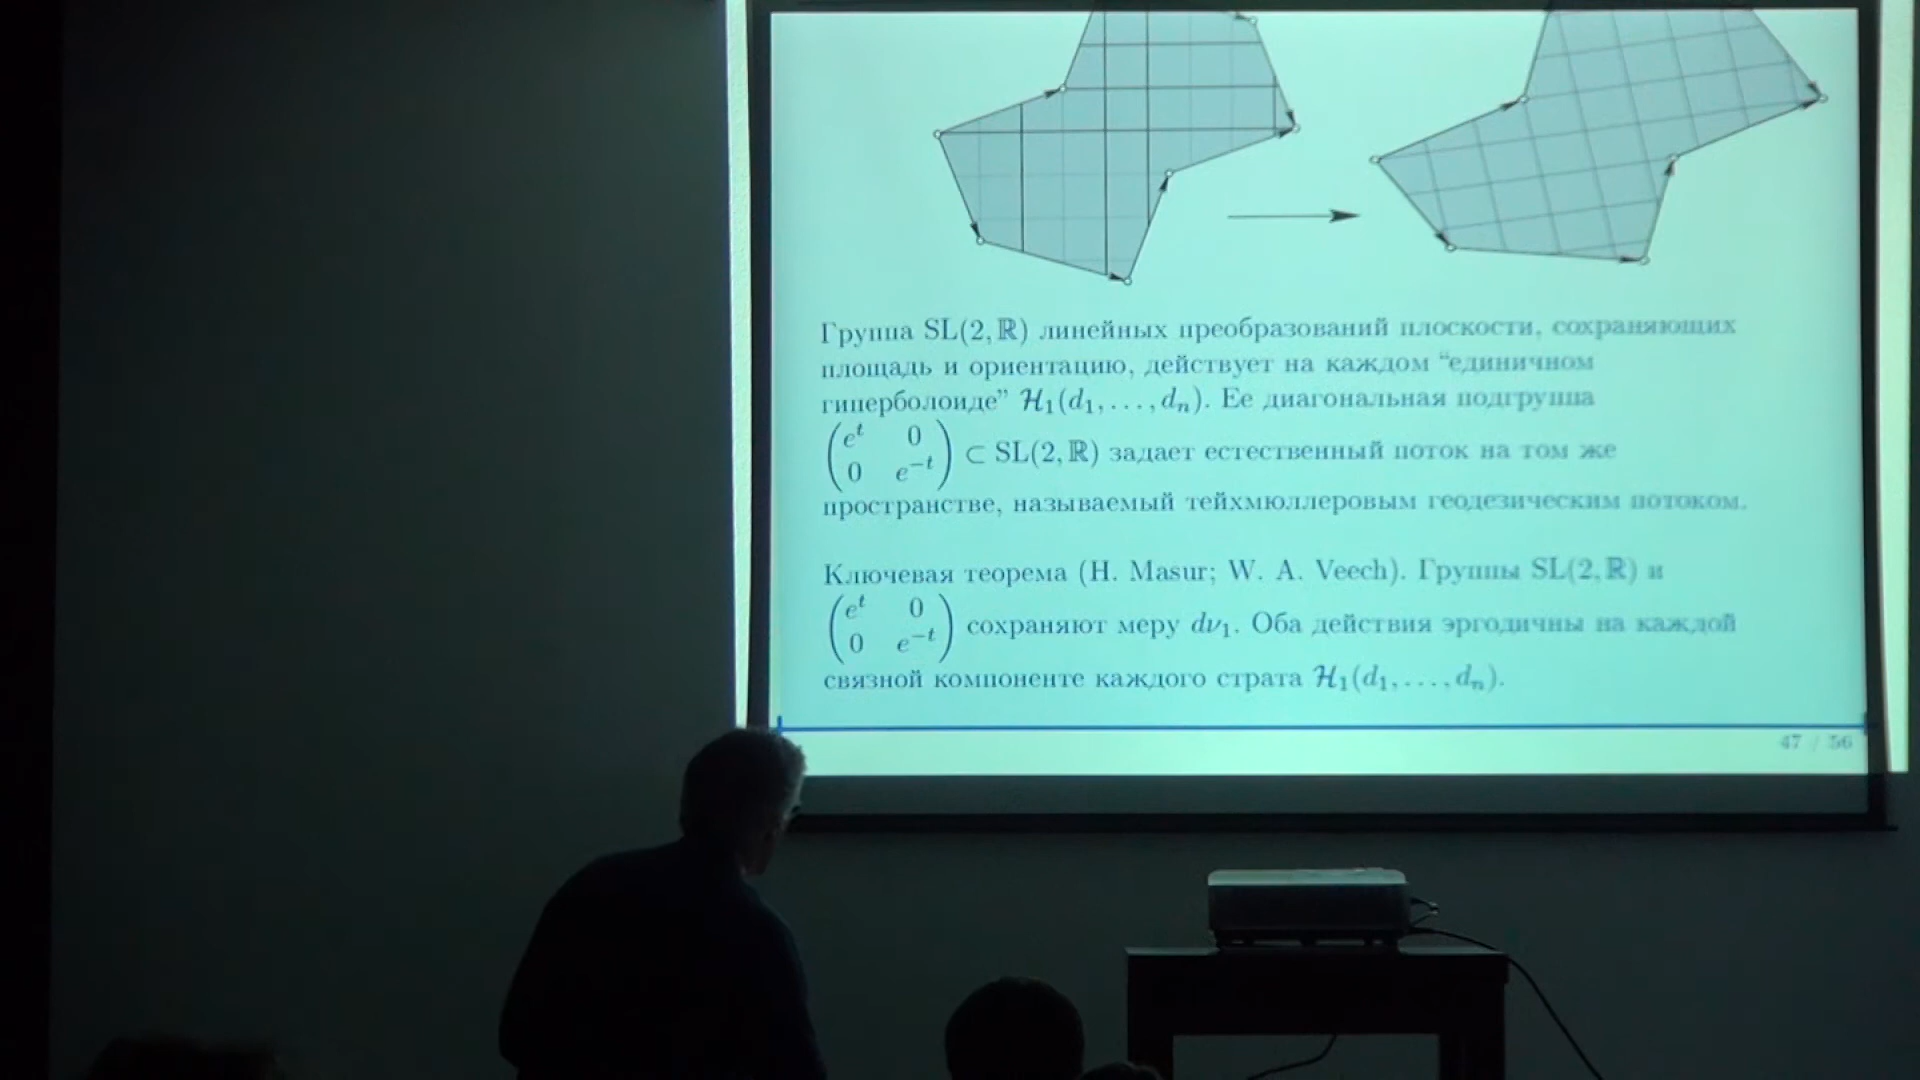 Группа SL(2, ℝ) линейных преобразований плоскости, сохраняющих
площадь и ориентацию, действует на каждом “единичном
гиперболоиде” ℋ₁(d₁, . . . , dₙ). Ее диагональная подгруппа
(eᵗ 0
0 e⁻ᵗ) ⊂ SL(2, ℝ) задает естественный поток на том же
пространстве, называемый тейхмюллеровым геодезическим потоком.
Ключевая теорема (H. Masur; W. A. Veech). Группы SL(2, ℝ) и
(eᵗ 0
0 e⁻ᵗ) сохраняют меру dν₁. Оба действия эргодичны на каждой
связной компоненте каждого страта ℋ₁(d₁, . . . , dₙ).
47 / 56